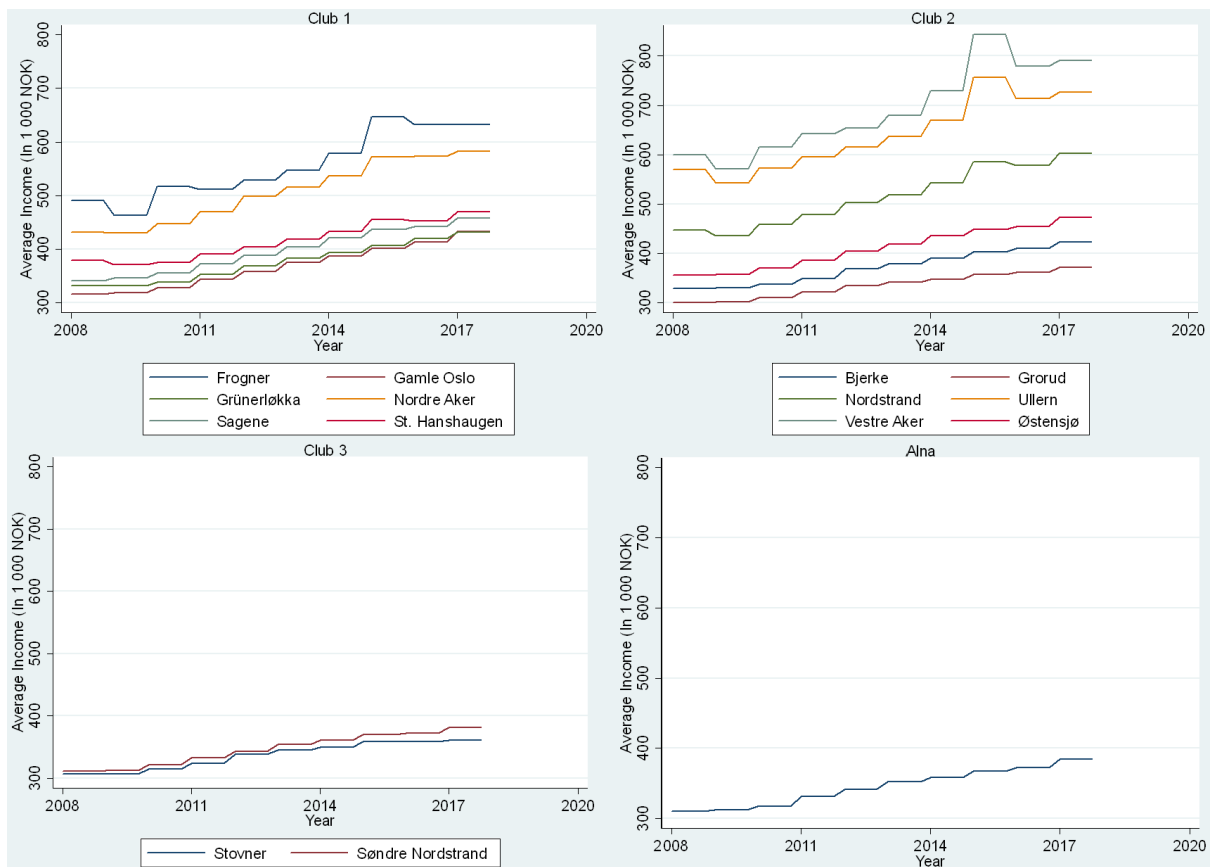 Club 1
Average Income (In 1 000 NOK)
800
700
600
500
400
300
2008 2011 2014 2017 2020
Year
Frogner Gamle Oslo
Grünerløkka Nordre Aker
Sagene St. Hanshaugen
Club 2
Average Income (In 1 000 NOK)
800
700
600
500
400
300
2008 2011 2014 2017 2020
Year
Bjerke Grorud
Nordstrand Ullern
Vestre Aker Østensjø
Club 3
Average Income (In 1 000 NOK)
800
700
600
500
400
300
2008 2011 2014 2017 2020
Year
Stovner Søndre Nordstrand
Alna
Average Income (In 1 000 NOK)
800
700
600
500
400
300
2008 2011 2014 2017 2020
Year